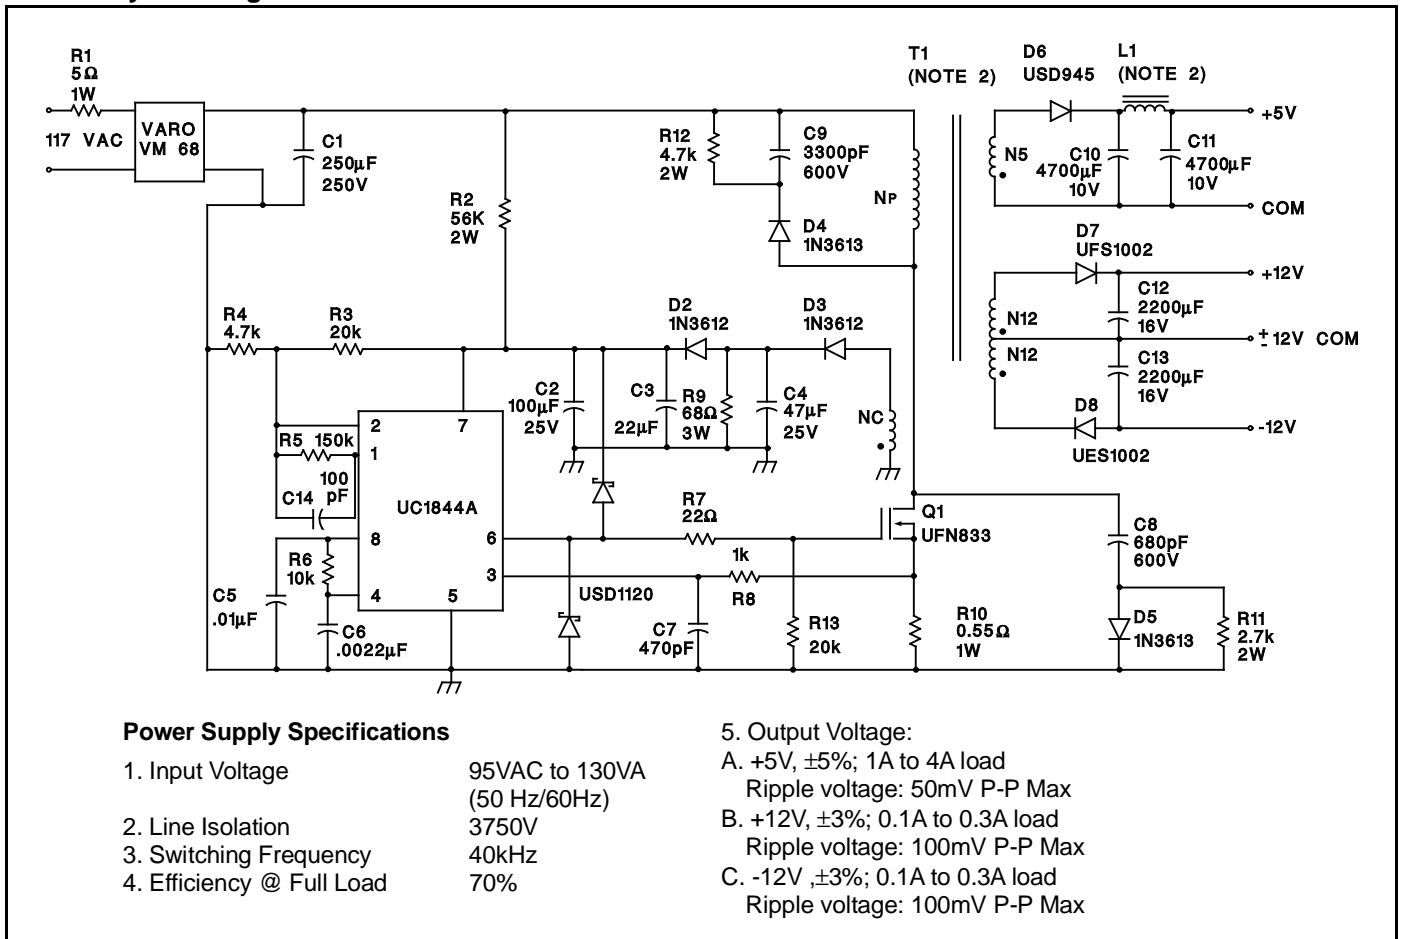 R1
5Ω
1W
117 VAC
VARO
VM 68
C1
250µF
250V
R2
56K
2W
R12
4.7k
2W
C9
3300pF
600V
D4
1N3613
NP
T1
(NOTE 2)
D6
USD945
L1
(NOTE 2)
+5V
N5
C10
4700µF
10V
C11
4700µF
10V
COM
D7
UFS1002
+12V
N12
C12
2200µF
16V
± 12V COM
N12
C13
2200µF
16V
D8
UES1002
-12V
R4
4.7k
R3
20k
D2
1N3612
D3
1N3612
C2
100µF
25V
C3
22µF
R9
68Ω
3W
C4
47µF
25V
NC
2
7
R5 150k
1
100
pF
C14
UC1844A
8
6
R6
10k
3
4
5
C5
.01µF
C6
.0022µF
USD1120
R7
22Ω
1k
R8
C7
470pF
R13
20k
Q1
UFN833
R10
0.55Ω
1W
C8
680pF
600V
D5
1N3613
R11
2.7k
2W
Power Supply Specifications
1. Input Voltage 95VAC to 130VA
(50 Hz/60Hz)
2. Line Isolation 3750V
3. Switching Frequency 40kHz
4. Efficiency @ Full Load 70%
5. Output Voltage:
A. +5V, ±5%; 1A to 4A load
Ripple voltage: 50mV P-P Max
B. +12V, ±3%; 0.1A to 0.3A load
Ripple voltage: 100mV P-P Max
C. -12V ,±3%; 0.1A to 0.3A load
Ripple voltage: 100mV P-P Max